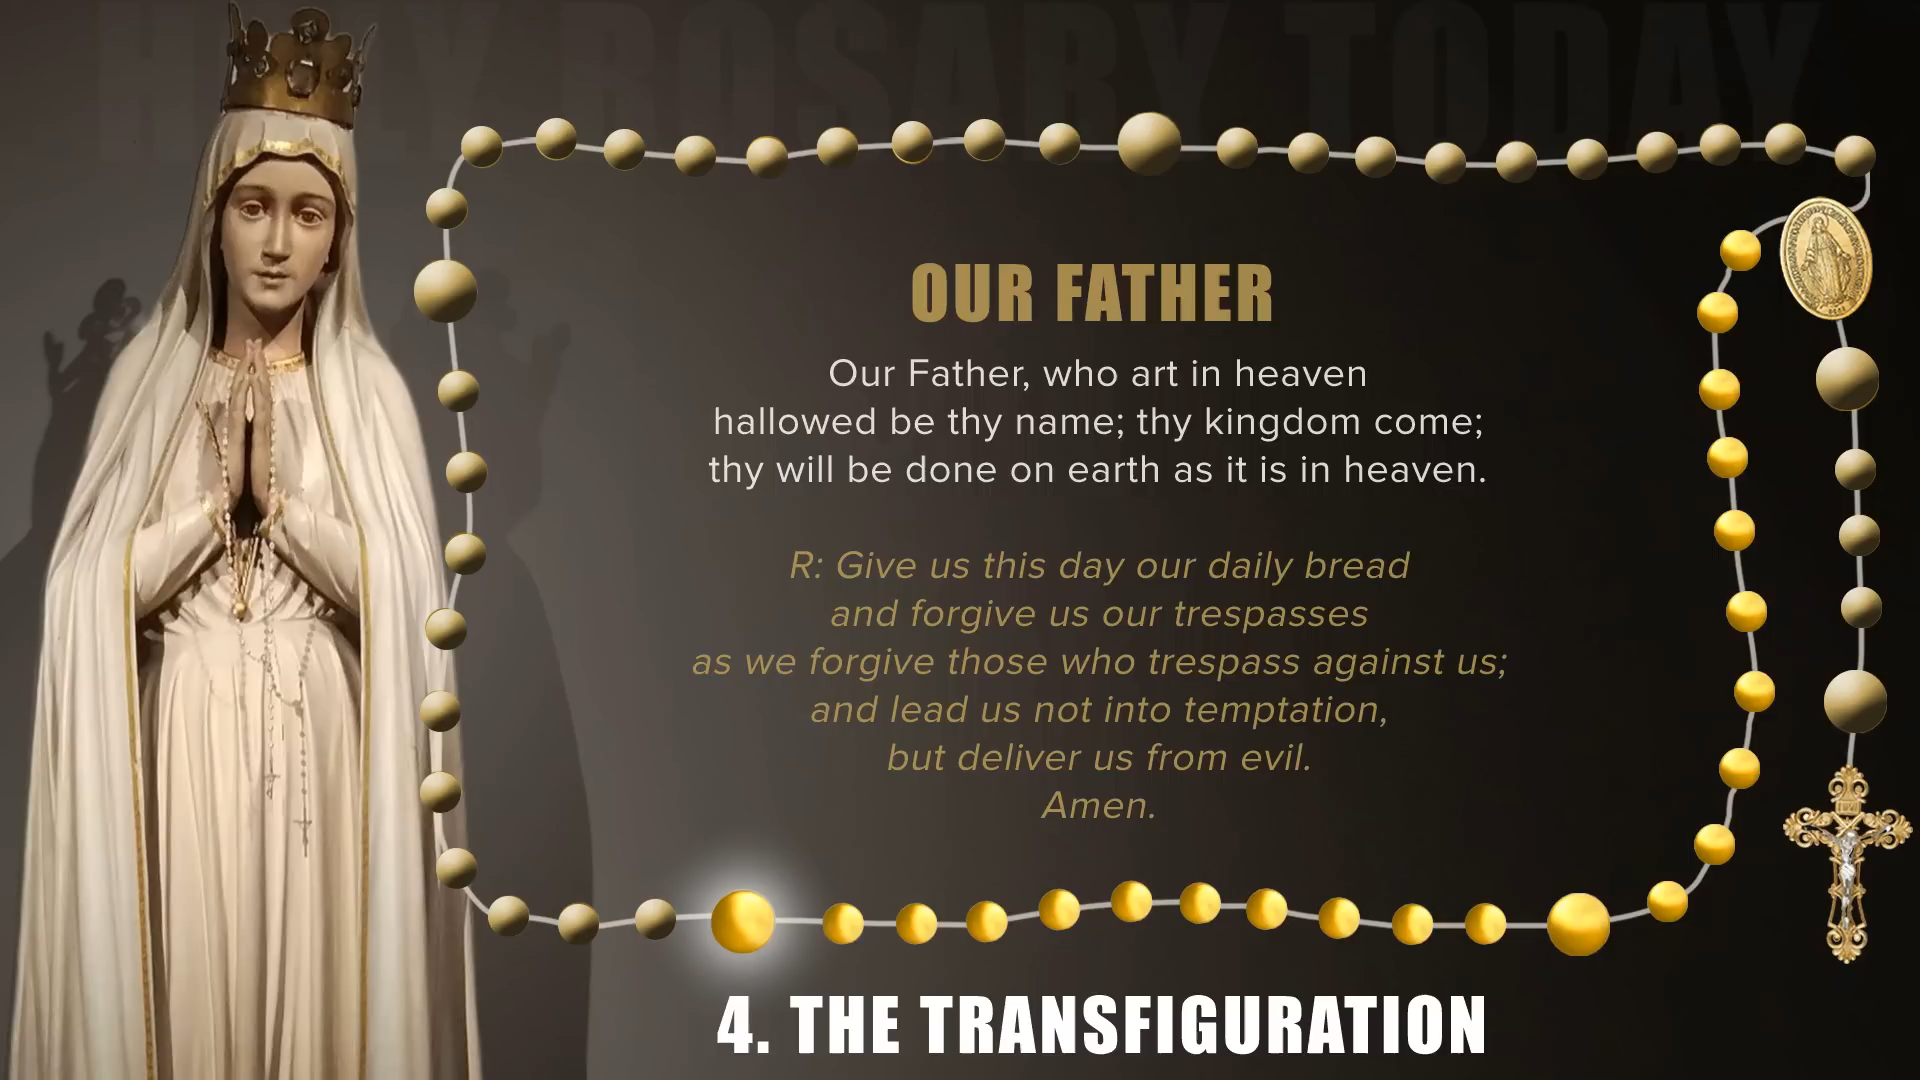 HOLY ROSARY TODAY
OUR FATHER
Our Father, who art in heaven
hallowed be thy name; thy kingdom come;
thy will be done on earth as it is in heaven.
R: Give us this day our daily bread
and forgive us our trespasses
as we forgive those who trespass against us;
and lead us not into temptation,
but deliver us from evil.
Amen.
4. THE TRANSFIGURATION